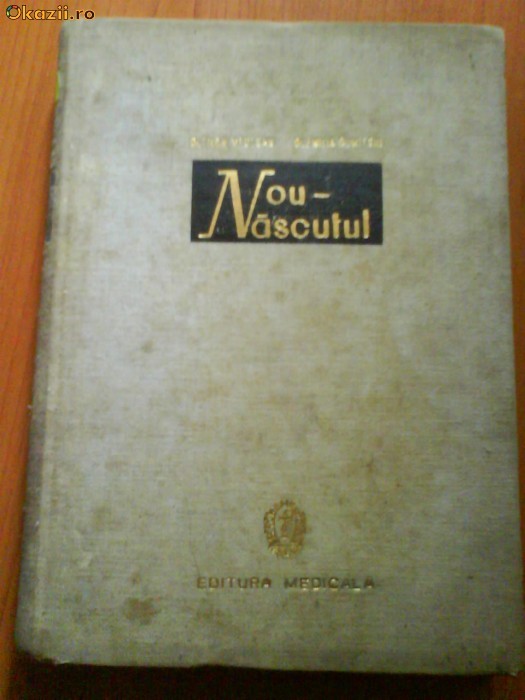 Okazii.ro
Nou-
Născutul
EDITURA MEDICALĂ